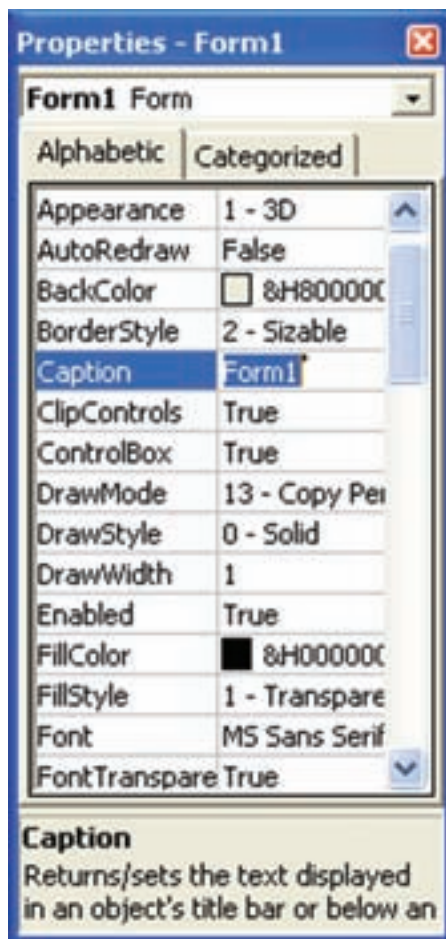 Properties - Form1
Form1 Form
Alphabetic Categorized
Appearance 1 - 3D
AutoRedraw False
BackColor &H800000
BorderStyle 2 - Sizable
Caption Form1
ClipControls True
ControlBox True
DrawMode 13 - Copy Pe
DrawStyle 0 - Solid
DrawWidth 1
Enabled True
FillColor &H000000
FillStyle 1 - Transpare
Font MS Sans Serif
FontTranspare True
Caption
Returns/sets the text displayed
in an object's title bar or below an